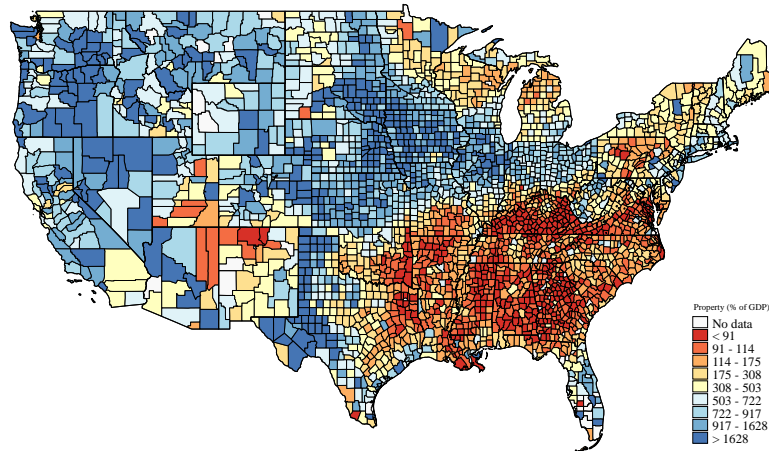 Property (% of GDP)
No data
< 91
91 - 114
114 - 175
175 - 308
308 - 503
503 - 722
722 - 917
917 - 1628
> 1628